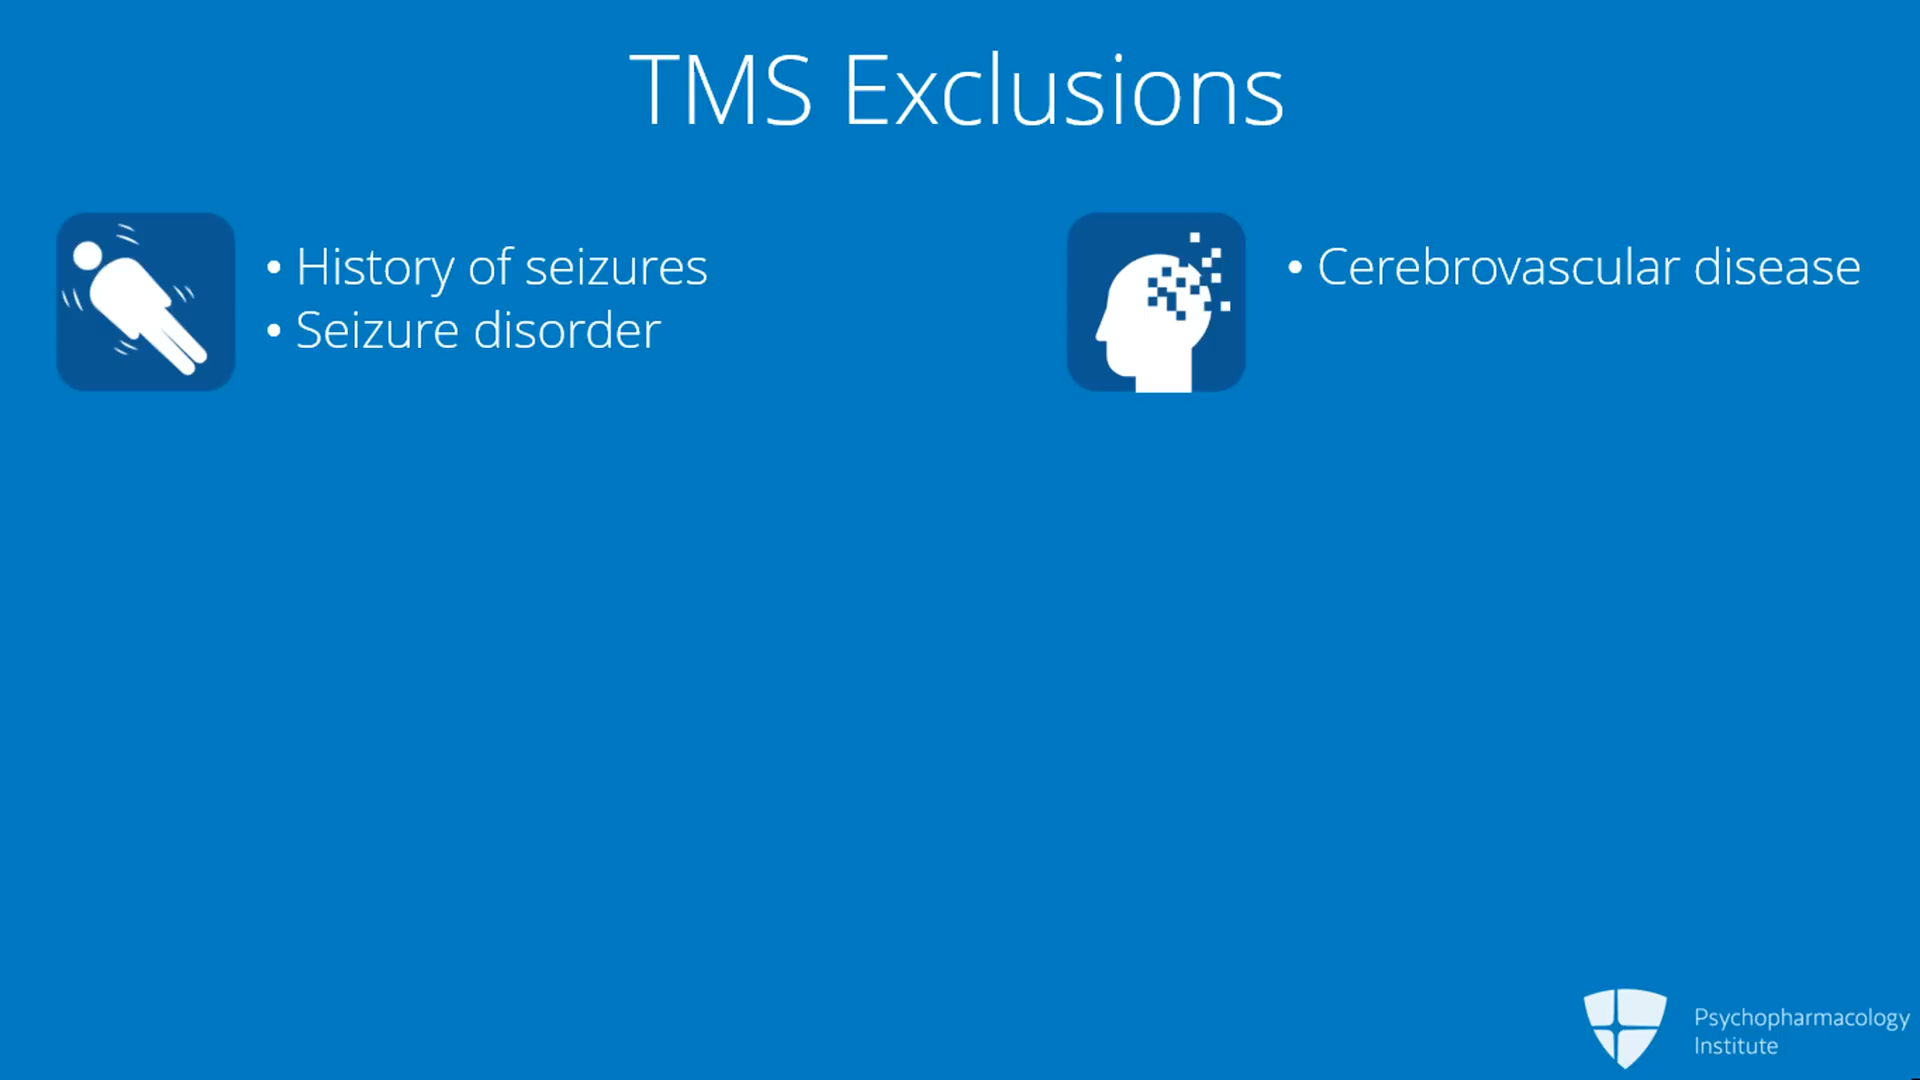 TMS Exclusions
• History of seizures
• Seizure disorder
• Cerebrovascular disease
Psychopharmacology
Institute